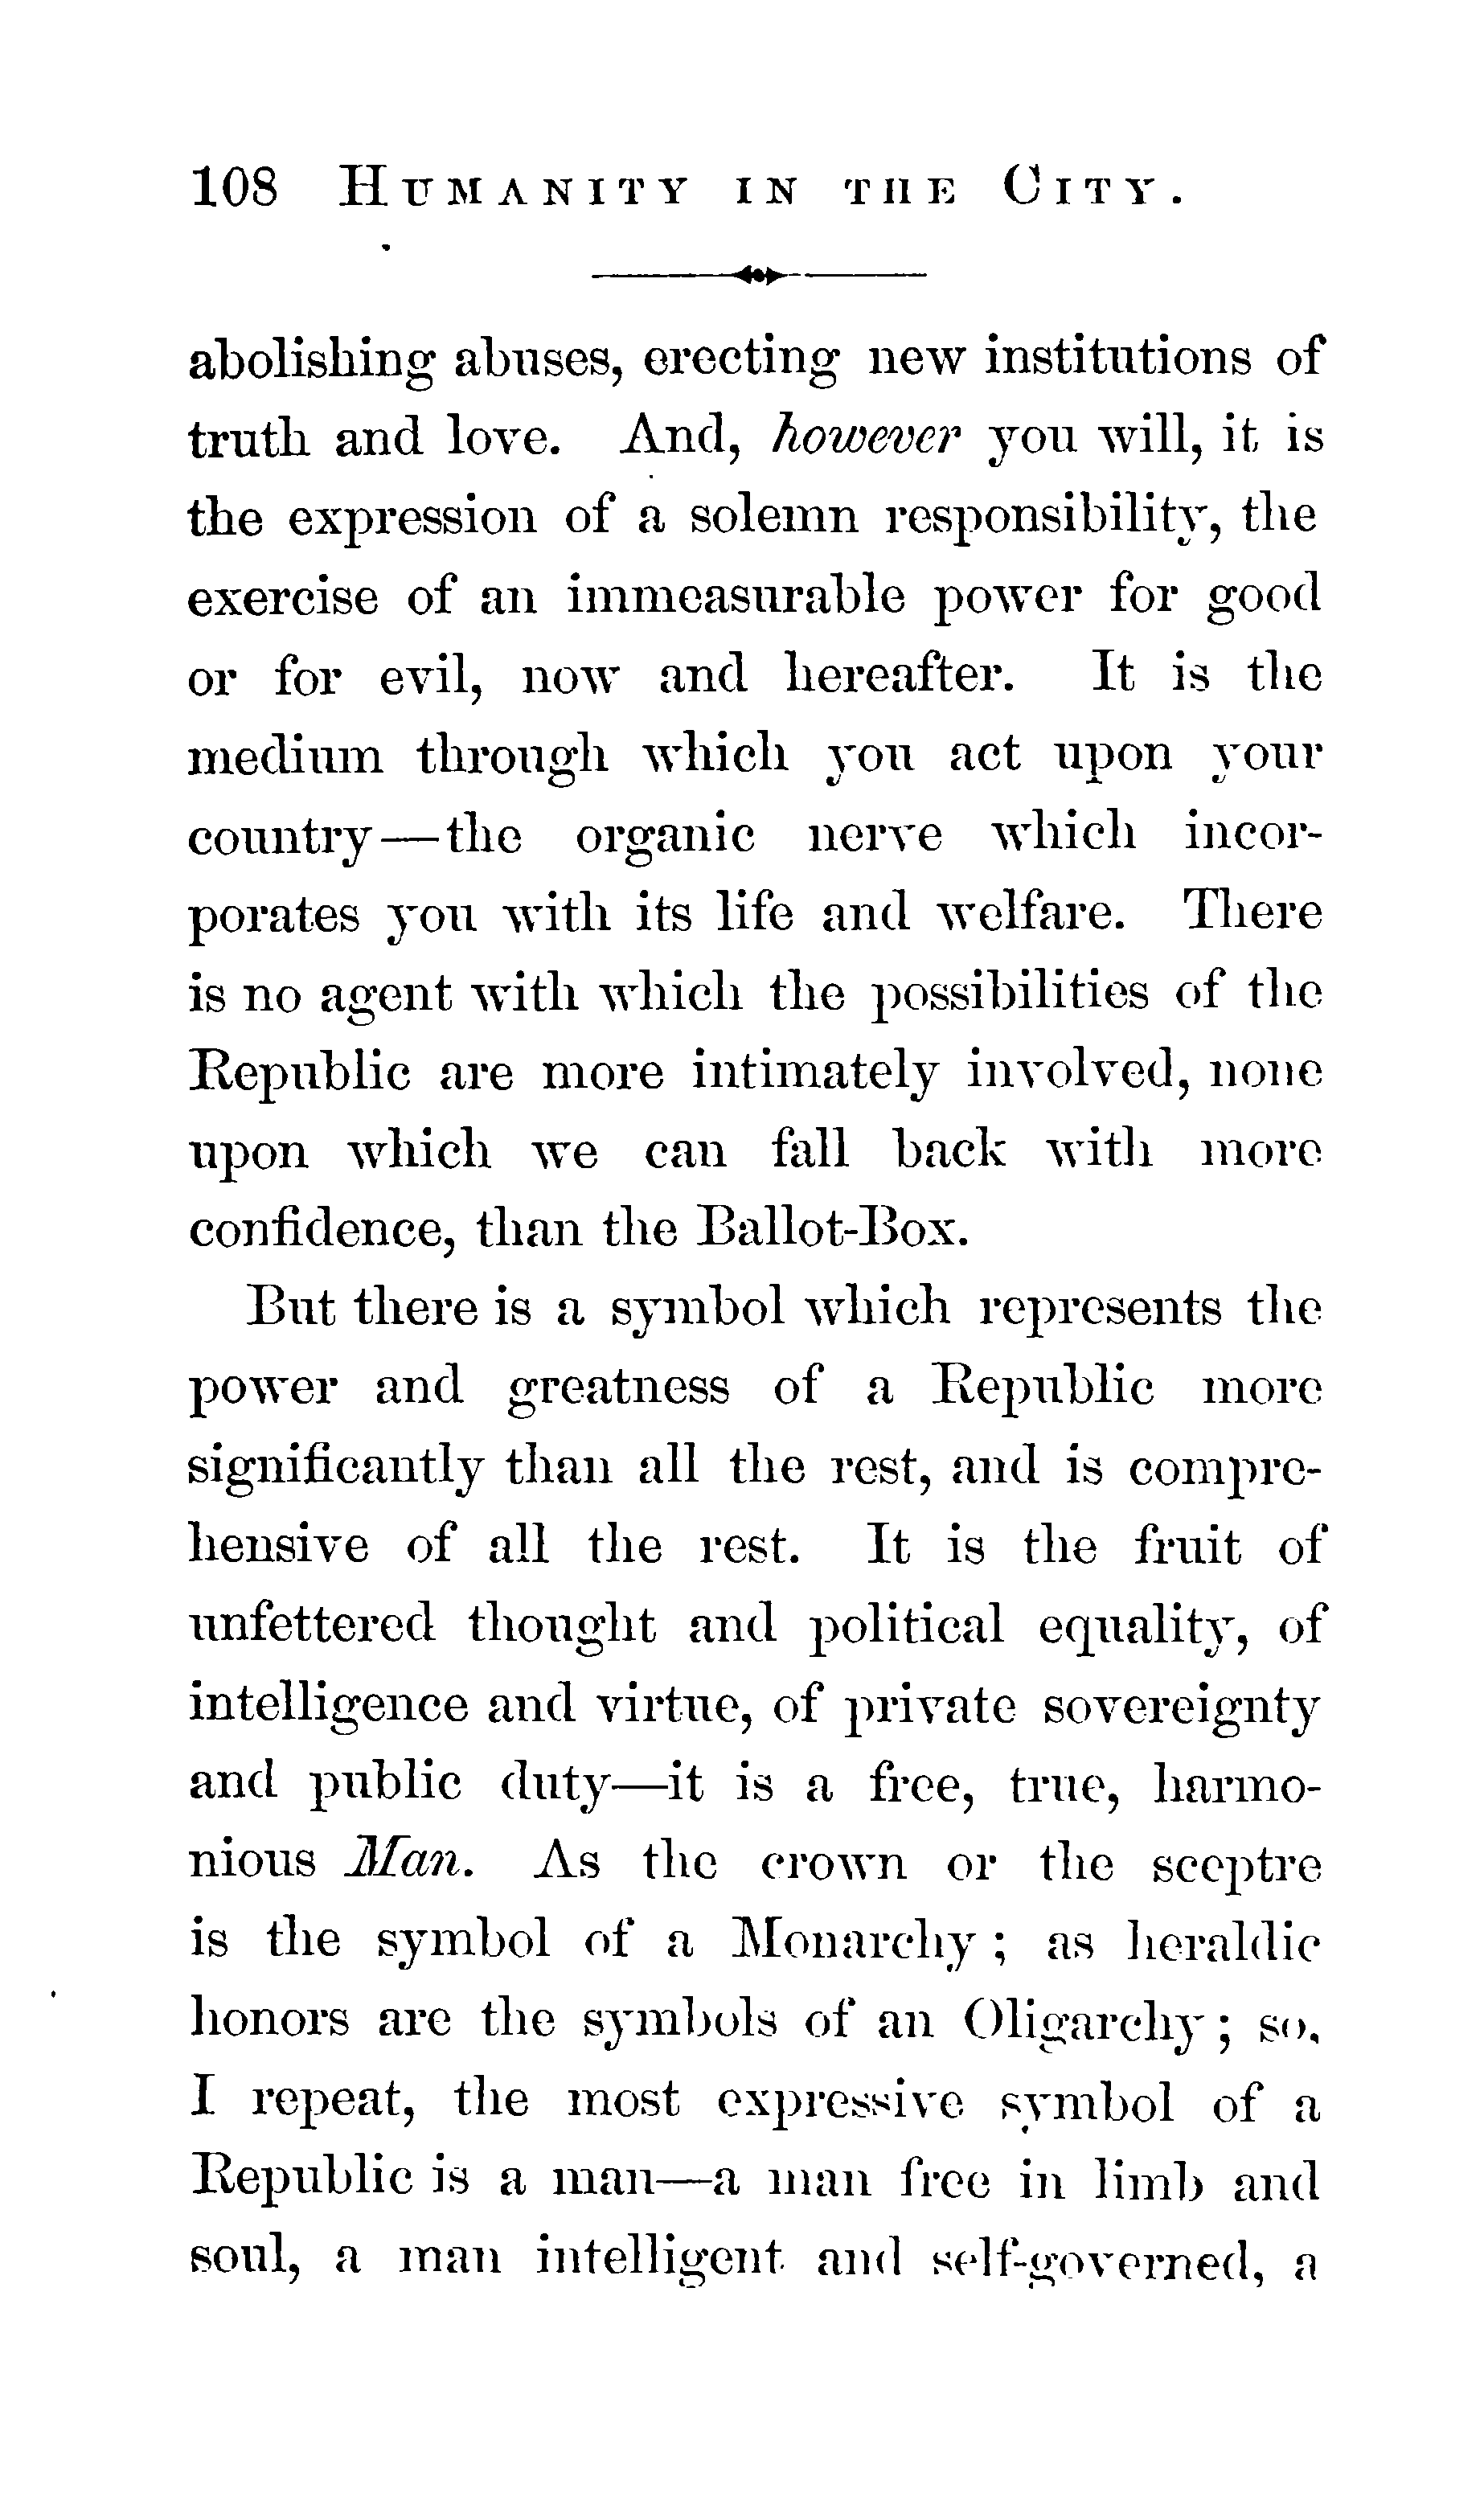 108 HUMANITY IN THE CITY.
abolishing abuses, erecting new institutions of
truth and love. And, however you will, it is
the expression of a solemn responsibility, the
exercise of an immeasurable power for good
or for evil, now and hereafter. It is the
medium through which you act upon your
country—the organic nerve which incor-
porates you with its life and welfare. There
is no agent with which the possibilities of the
Republic are more intimately involved, none
upon which we can fall back with more
confidence, than the Ballot-Box.
But there is a symbol which represents the
power and greatness of a Republic more
significantly than all the rest, and is compre-
hensive of all the rest. It is the fruit of
unfettered thought and political equality, of
intelligence and virtue, of private sovereignty
and public duty—it is a free, true, harmo-
nious Man. As the crown or the sceptre
is the symbol of a Monarchy; as heraldic
honors are the symbols of an Oligarchy; so,
I repeat, the most expressive symbol of a
Republic is a man—a man free in limb and
soul, a man intelligent and self-governed, a